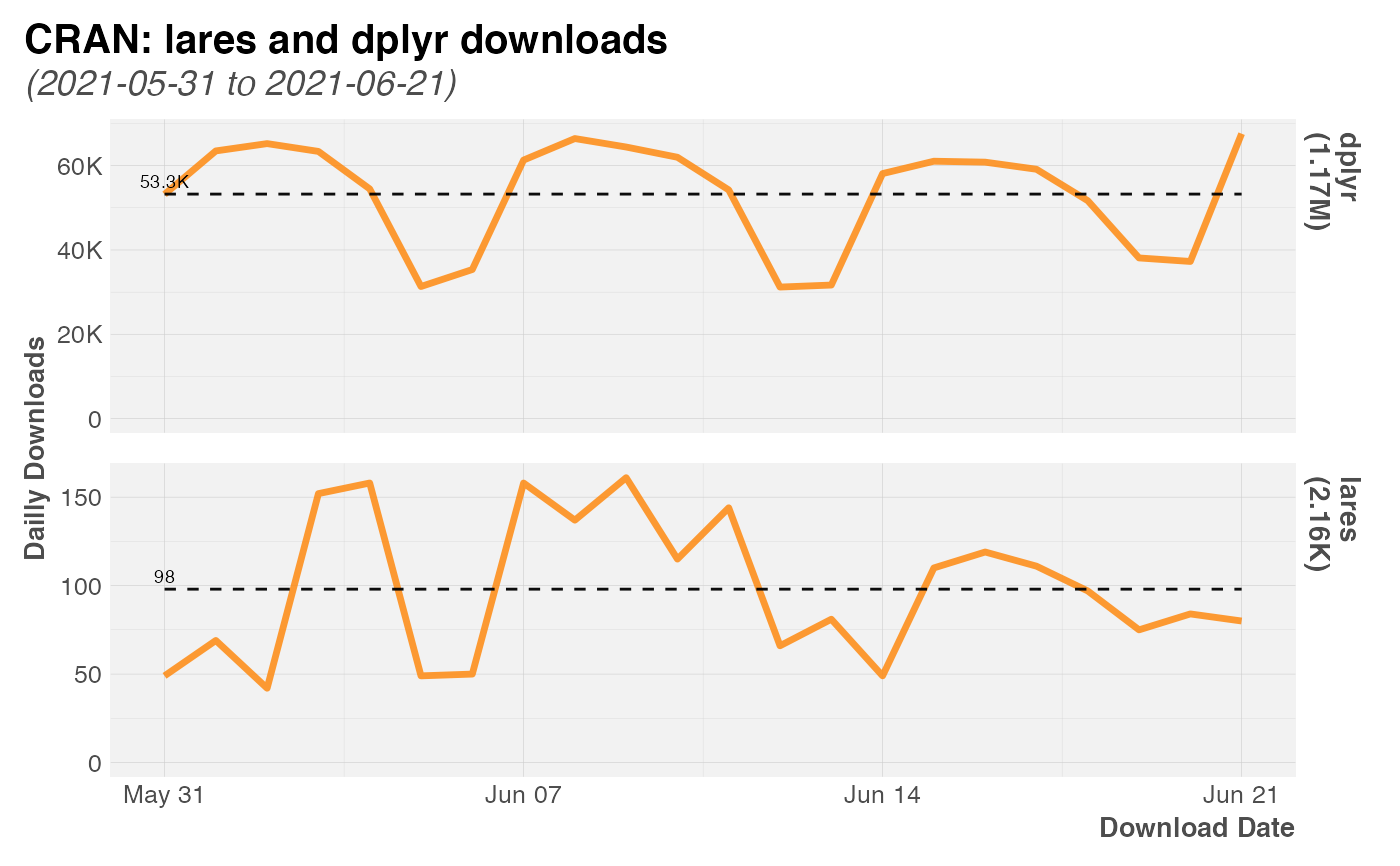 CRAN: lares and dplyr downloads
(2021-05-31 to 2021-06-21)
60K
40K
20K
0
53.3K
dplyr
(1.17M)
Dailly Downloads
150
100
50
0
98
lares
(2.16K)
May 31
Jun 07
Jun 14
Jun 21
Download Date